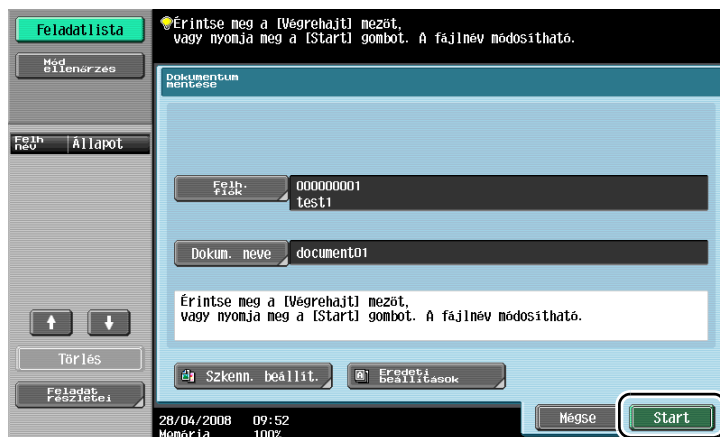 Feladatlista
Mód
ellenőrzés
Felh
név
Állapot
Törlés
Feladat
részletei
Érintse meg a [Végrehajt] mezőt,
vagy nyomja meg a [Start] gombot. A fájlnév módosítható.
Dokumentum
mentése
Felh.
fiók
000000001
test1
Dokum. neve
document01
Érintse meg a [Végrehajt] mezőt,
vagy nyomja meg a [Start] gombot. A fájlnév módosítható.
Szkenn. beállít.
Eredeti
beállítások
28/04/2008 09:52
Memória 100%
Mégse
Start